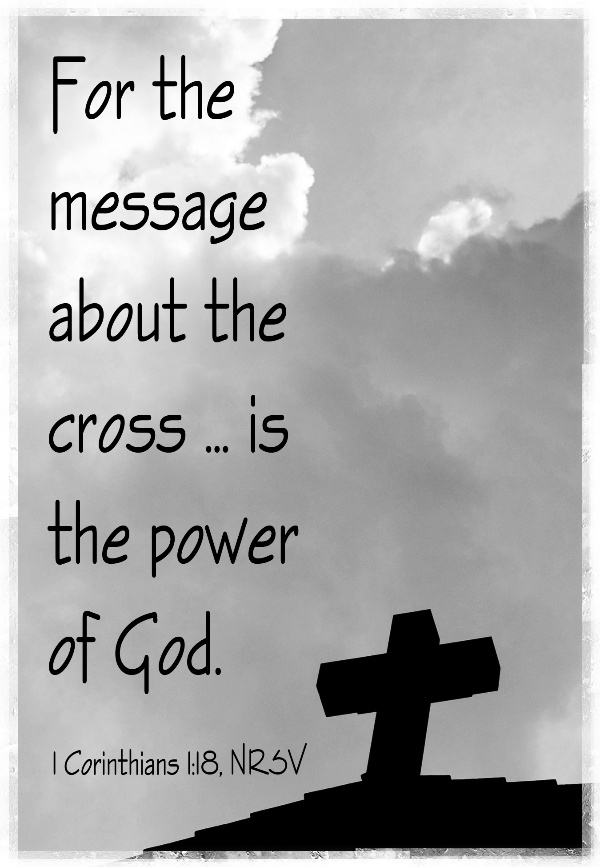 For the
message
about the
cross ... is
the power
of God.
1 Corinthians 1:18, NRSV